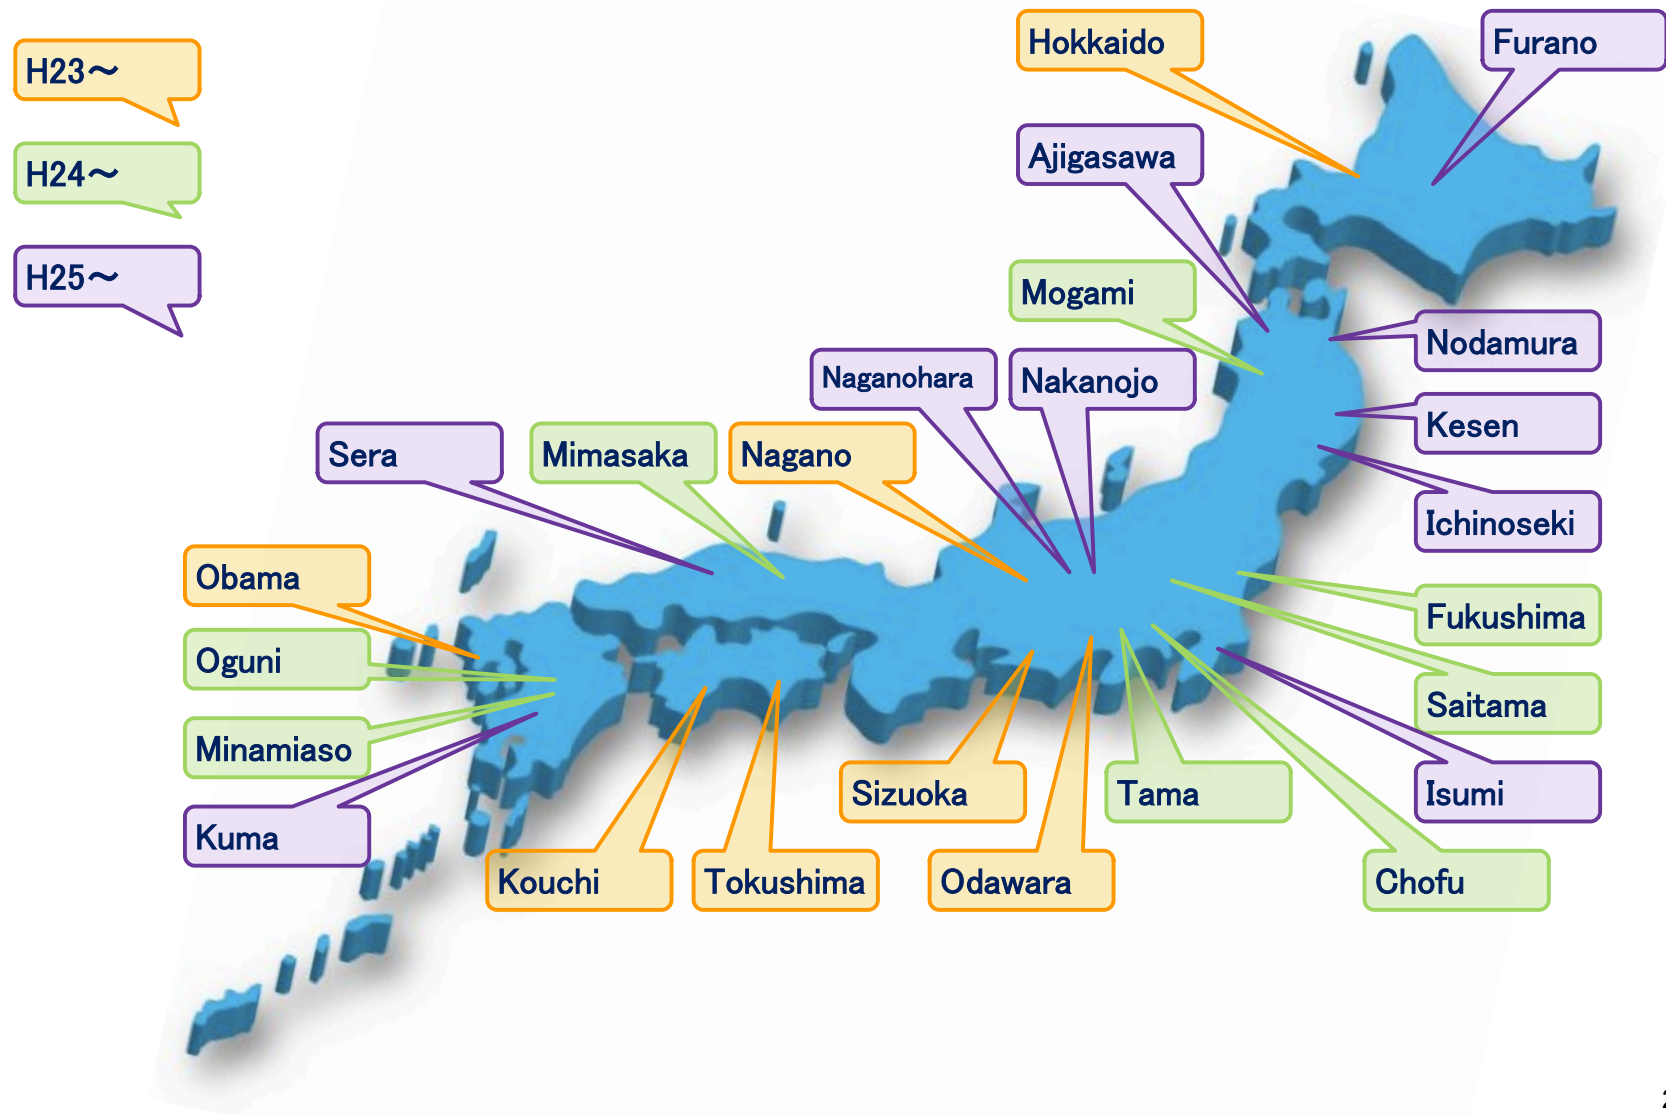 H23～
H24～
H25～
Hokkaido
Furano
Ajigasawa
Mogami
Nodamura
Naganohara
Nakanojo
Kesen
Sera
Mimasaka
Nagano
Ichinoseki
Obama
Fukushima
Oguni
Saitama
Minamiaso
Sizuoka
Tama
Isumi
Kuma
Kouchi
Tokushima
Odawara
Chofu